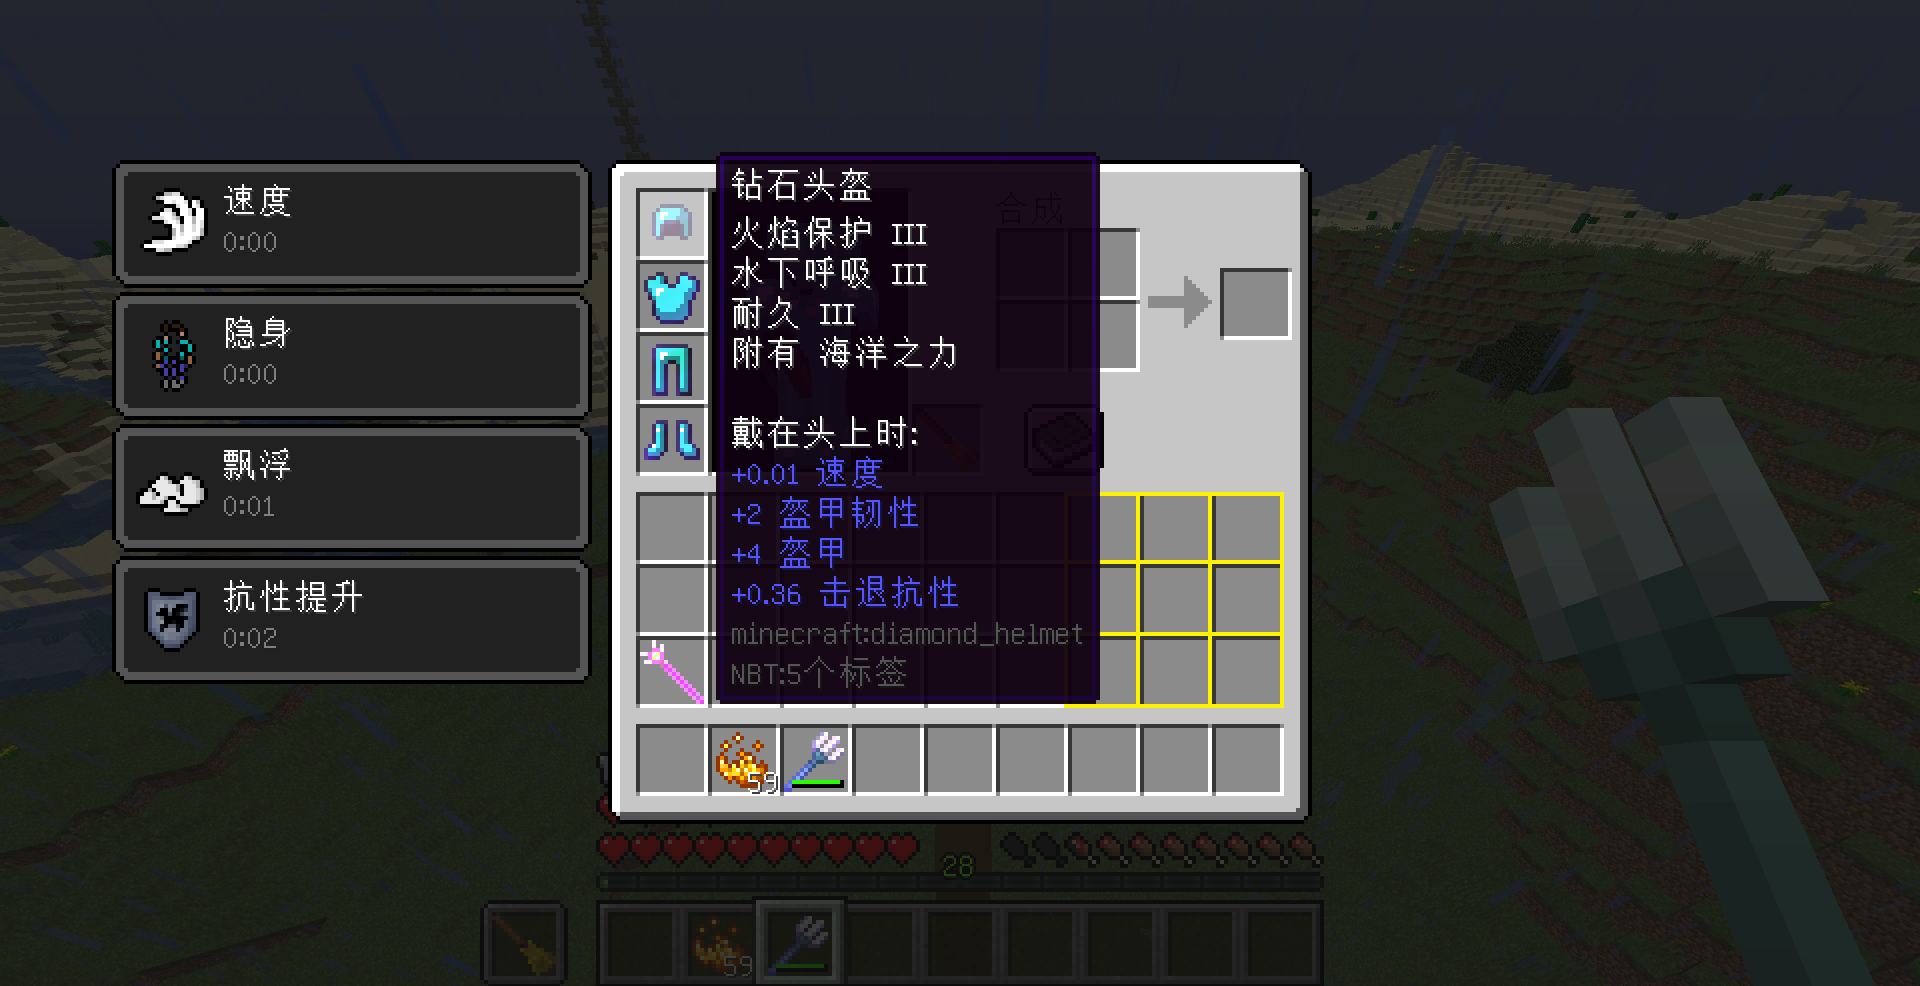 速度
0:00
隐身
0:00
飘浮
0:01
抗性提升
0:02
钻石头盔
火焰保护 III
水下呼吸 III
耐久 III
附有 海洋之力
戴在头上时:
+0.01 速度
+2 盔甲韧性
+4 盔甲
+0.36 击退抗性
minecraft:diamond_helmet
NBT:5个标签
合成
59
28
59